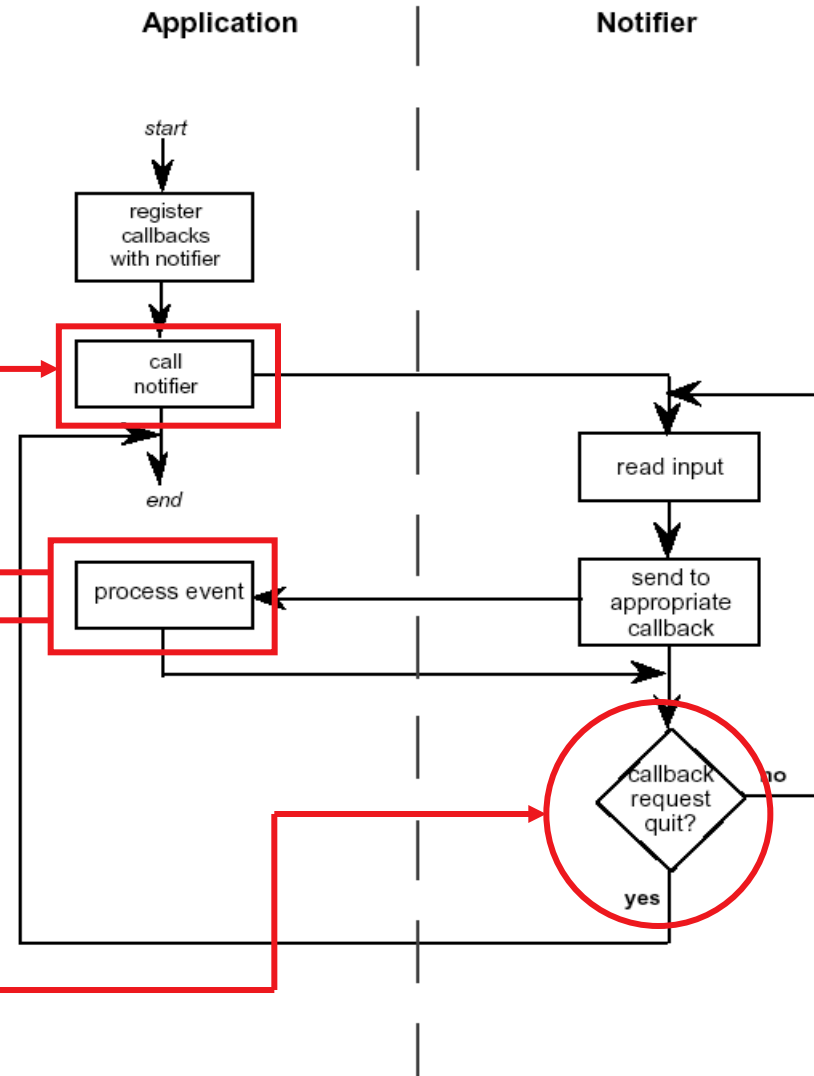 Application
Notifier
start
register
callbacks
with notifier
call
notifier
end
read input
process event
send to
appropriate
callback
callback
request
quit?
no
yes